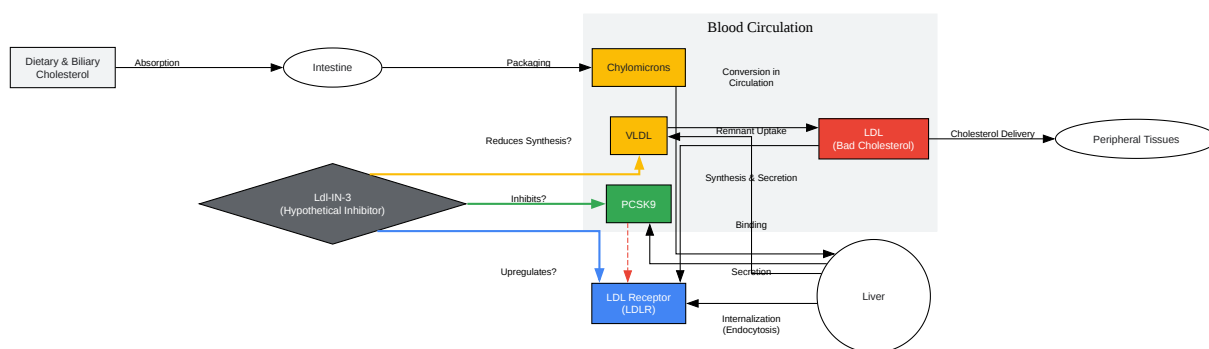 Blood Circulation
Dietary & Biliary
Cholesterol
Absorption
Intestine
Packaging
Chylomicrons
Conversion in
Circulation
Reduces Synthesis?
VLDL
Remnant Uptake
LDL
(Bad Cholesterol)
Cholesterol Delivery
Peripheral Tissues
Synthesis & Secretion
Ldl-IN-3
(Hypothetical Inhibitor)
Inhibits?
PCSK9
Binding
Upregulates?
Secretion
LDL Receptor
(LDLR)
Liver
Internalization
(Endocytosis)